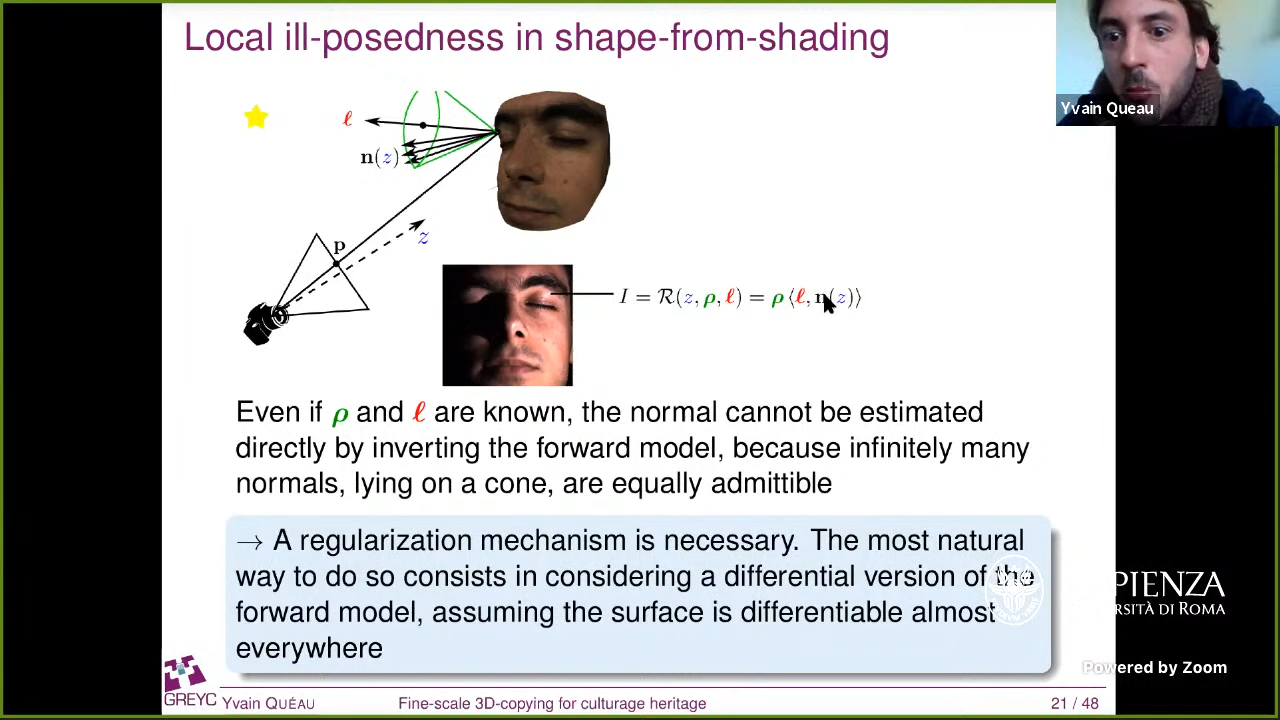 Local ill-posedness in shape-from-shading
Yvain Queau
ℓ
n(z)
p
z
I = R(z, ρ, ℓ) = ρ ⟨ℓ, n(z)⟩
Even if ρ and ℓ are known, the normal cannot be estimated
directly by inverting the forward model, because infinitely many
normals, lying on a cone, are equally admittible
→ A regularization mechanism is necessary. The most natural
way to do so consists in considering a differential version of the
forward model, assuming the surface is differentiable almost
everywhere
PIENZA
RSITÀ DI ROMA
Powered by Zoom
GREYC Yvain QUÉAU Fine-scale 3D-copying for culturage heritage 21 / 48